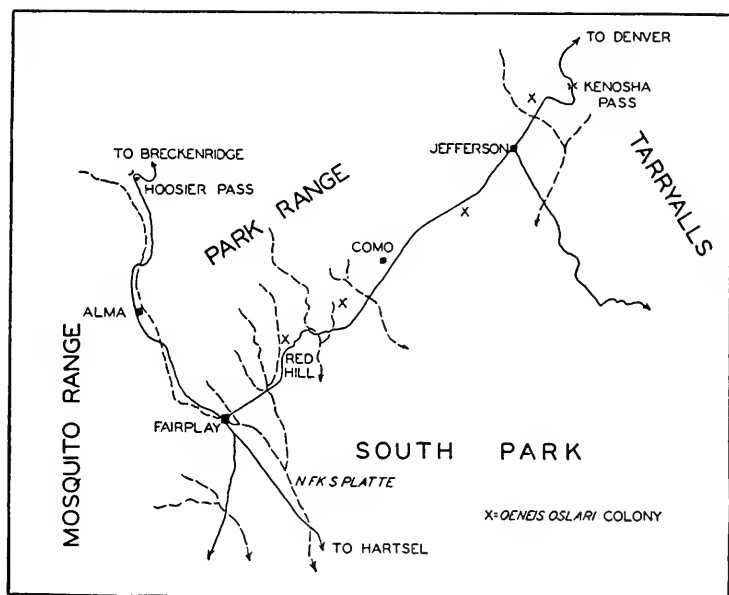 TO DENVER
KENOSHA
PASS
TO BRECKENRIDGE
HOOSIER PASS
JEFFERSON
TARRYALLS
PARK RANGE
X
X
COMO
ALMA
X
X
RED
HILL
MOSQUITO RANGE
FAIRPLAY
SOUTH PARK
N FK S PLATTE
X=OENEIS OSLARI COLONY
TO HARTSEL